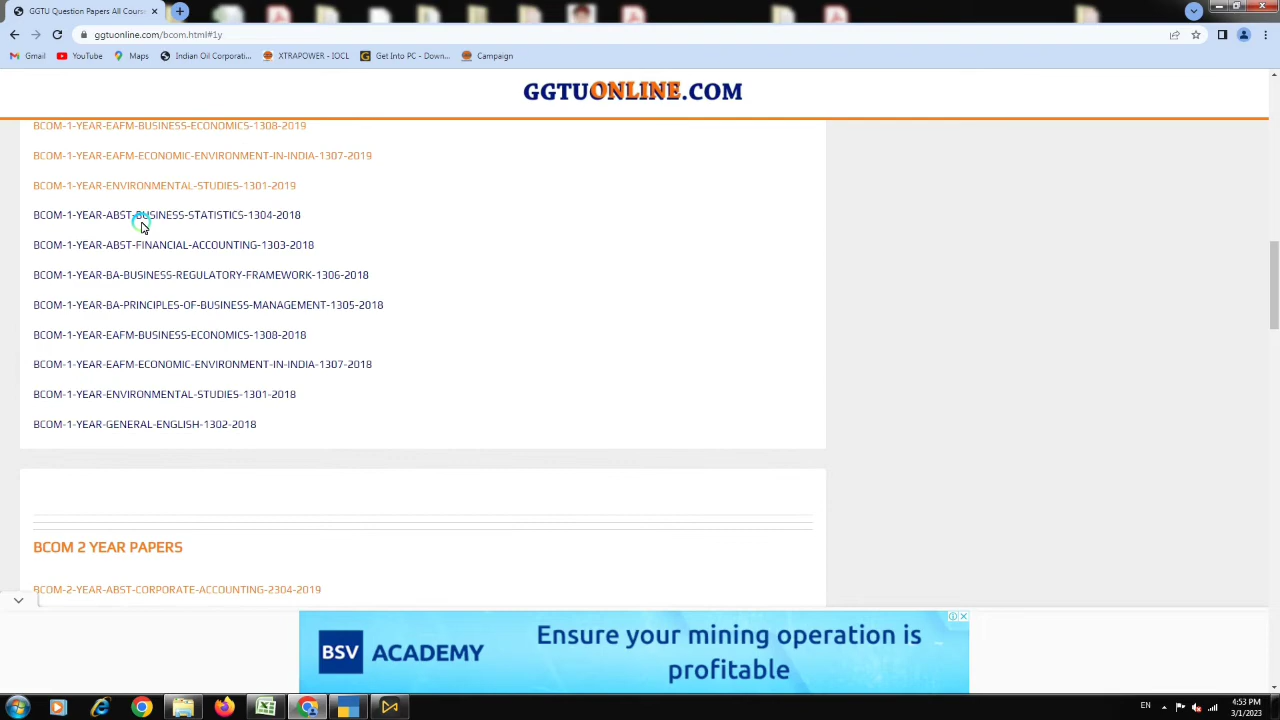 GGTU Question Papers All Course
ggtuonline.com/bcom.html#1y
Gmail YouTube Maps Indian Oil Corporati... XTRAPOWER - IOCL Get Into PC - Down... Campaign
GGTUONLINE.COM
BCOM-1-YEAR-EAFM-BUSINESS-ECONOMICS-1308-2019
BCOM-1-YEAR-EAFM-ECONOMIC-ENVIRONMENT-IN-INDIA-1307-2019
BCOM-1-YEAR-ENVIRONMENTAL-STUDIES-1301-2019
BCOM-1-YEAR-ABST-BUSINESS-STATISTICS-1304-2018
BCOM-1-YEAR-ABST-FINANCIAL-ACCOUNTING-1303-2018
BCOM-1-YEAR-BA-BUSINESS-REGULATORY-FRAMEWORK-1306-2018
BCOM-1-YEAR-BA-PRINCIPLES-OF-BUSINESS-MANAGEMENT-1305-2018
BCOM-1-YEAR-EAFM-BUSINESS-ECONOMICS-1308-2018
BCOM-1-YEAR-EAFM-ECONOMIC-ENVIRONMENT-IN-INDIA-1307-2018
BCOM-1-YEAR-ENVIRONMENTAL-STUDIES-1301-2018
BCOM-1-YEAR-GENERAL-ENGLISH-1302-2018
BCOM 2 YEAR PAPERS
BCOM-2-YEAR-ABST-CORPORATE-ACCOUNTING-2304-2019
BSV ACADEMY
Ensure your mining operation is
profitable
EN
4:53 PM
3/1/2023